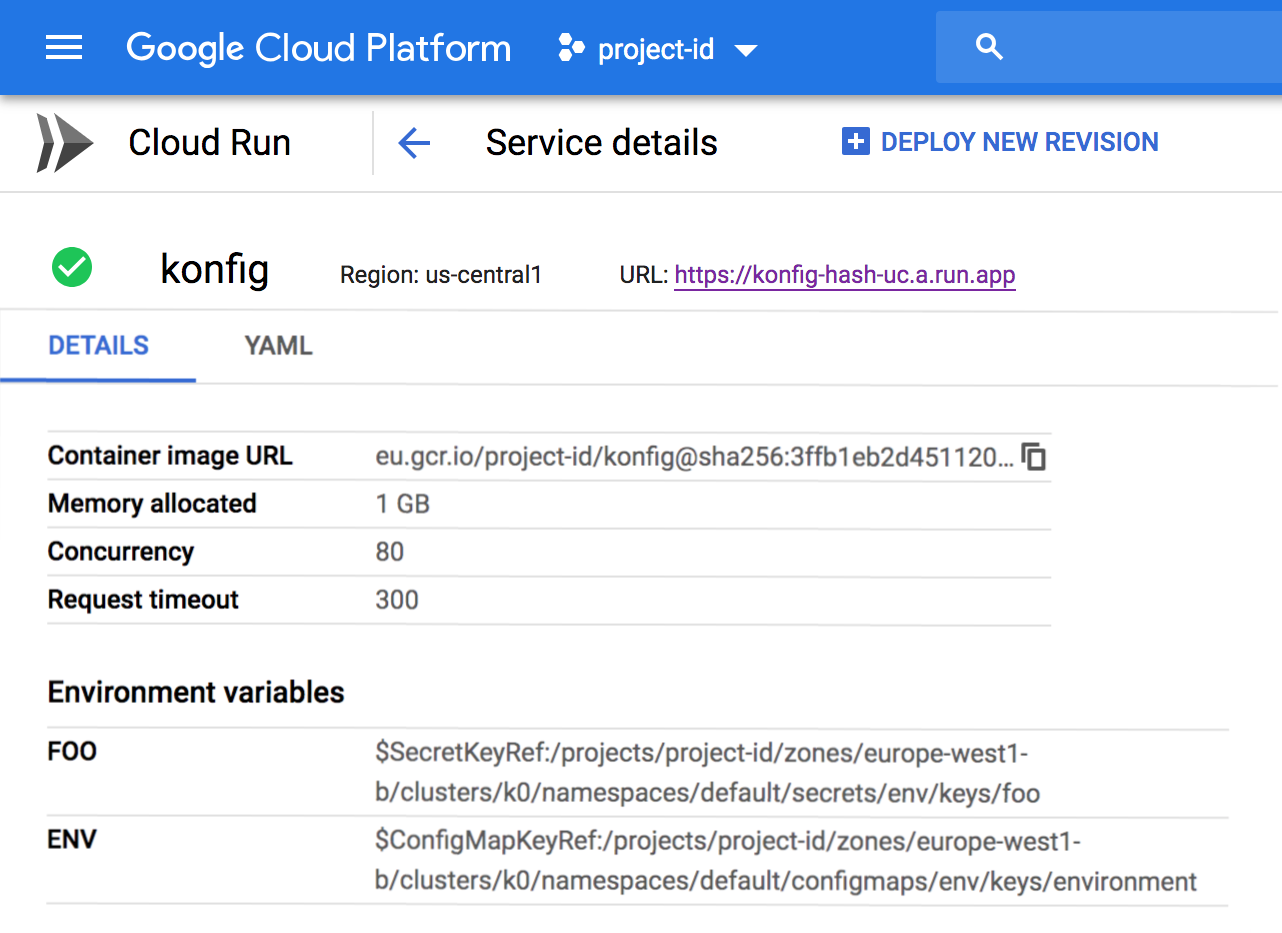 Google Cloud Platform project-id
Cloud Run Service details DEPLOY NEW REVISION
konfig Region: us-central1 URL: https://konfig-hash-uc.a.run.app
DETAILS YAML
Container image URL eu.gcr.io/project-id/konfig@sha256:3ffb1eb2d451120...
Memory allocated 1 GB
Concurrency 80
Request timeout 300
Environment variables
FOO $SecretKeyRef:/projects/project-id/zones/europe-west1-
b/clusters/k0/namespaces/default/secrets/env/keys/foo
ENV $ConfigMapKeyRef:/projects/project-id/zones/europe-west1-
b/clusters/k0/namespaces/default/configmaps/env/keys/environment